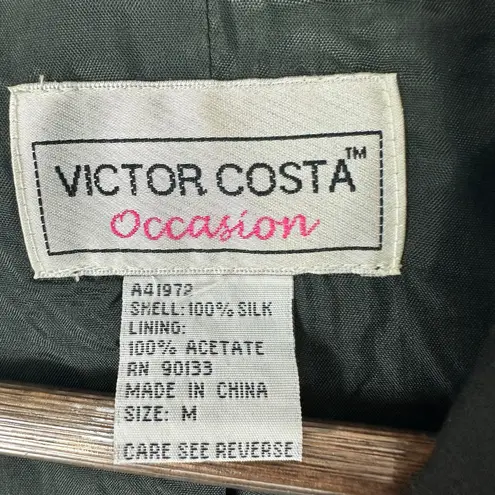 VICTOR COSTA™
Occasion
A41972
SHELL:100% SILK
LINING:
100% ACETATE
RN 90133
MADE IN CHINA
SIZE: M
CARE SEE REVERSE